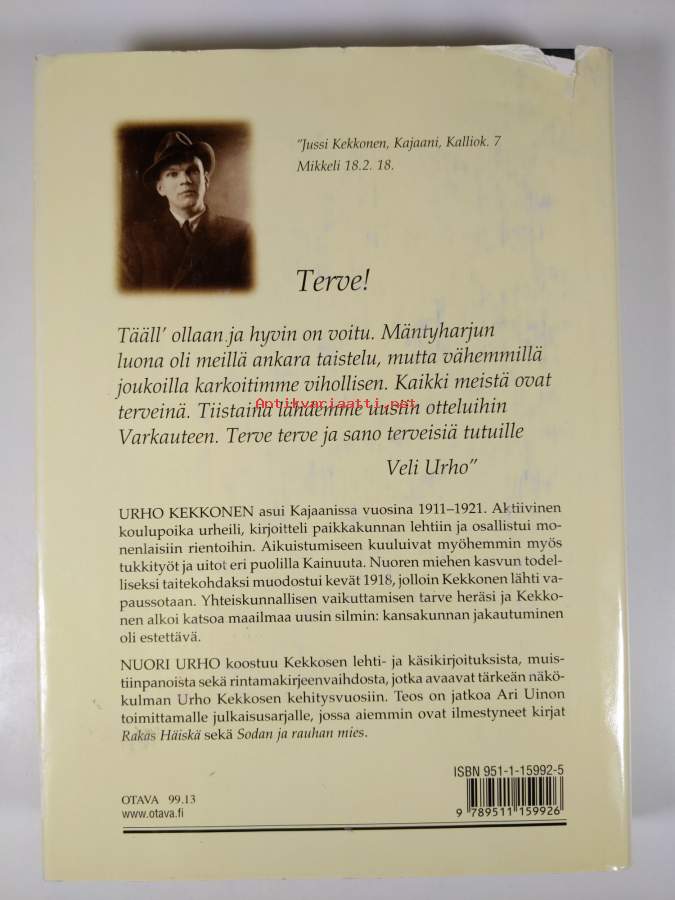 "Jussi Kekkonen, Kajaani, Kalliok. 7
Mikkeli 18.2. 18.
Terve!
Tääll' ollaan ja hyvin on voitu. Mäntyharjun
luona oli meillä ankara taistelu, mutta vähemmillä
joukoilla karkoitimme vihollisen. Kaikki meistä ovat
Antikvariaatti.net
terveinä. Tiistaina lähdemme uusiin otteluihin
Varkauteen. Terve terve ja sano terveisiä tutuille
Veli Urho"
URHO KEKKONEN asui Kajaanissa vuosina 1911–1921. Aktiivinen
koulupoika urheili, kirjoitteli paikkakunnan lehtiin ja osallistui mo-
nenlaisiin rientoihin. Aikuistumiseen kuuluivat myöhemmin myös
tukkityöt ja uitot eri puolilla Kainuuta. Nuoren miehen kasvun todel-
liseksi taitekohdaksi muodostui kevät 1918, jolloin Kekkonen lähti va-
paussotaan. Yhteiskunnallisen vaikuttamisen tarve heräsi ja Kekko-
nen alkoi katsoa maailmaa uusin silmin: kansakunnan jakautuminen
oli estettävä.
NUORI URHO koostuu Kekkosen lehti- ja käsikirjoituksista, muis-
tiinpanoista sekä rintamakirjeenvaihdosta, jotka avaavat tärkeän näkö-
kulman Urho Kekkosen kehitysvuosiin. Teos on jatkoa Ari Uinon
toimittamalle julkaisusarjalle, jossa aiemmin ovat ilmestyneet kirjat
Rakas Häiskä sekä Sodan ja rauhan mies.
ISBN 951-1-15992-5
OTAVA 99.13
www.otava.fi
9 789511 159926